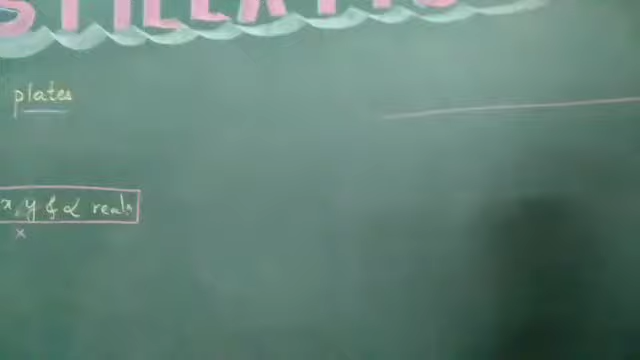 plates
x, y & α reals
x